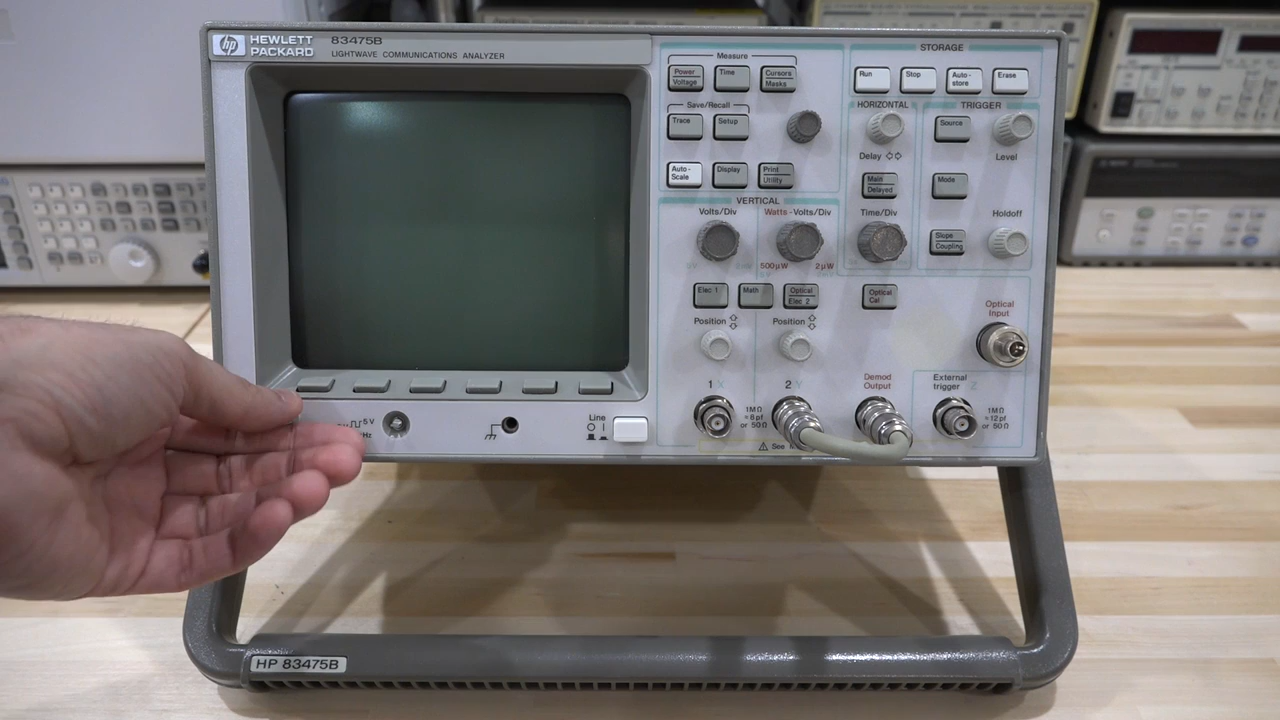 hp HEWLETT
PACKARD
83475B
LIGHTWAVE COMMUNICATIONS ANALYZER
Measure
Power
Voltage
Time
Cursors
Masks
Save/Recall
Trace
Setup
Auto-
Scale
Display
Print
Utility
STORAGE
Run
Stop
Auto-
store
Erase
HORIZONTAL
Delay
Main
Delayed
Time/Div
TRIGGER
Source
Level
Mode
Slope
Coupling
Holdoff
VERTICAL
Volts/Div
Watts - Volts/Div
500µW
2µW
Elec 1
Math
Optical
Elec 2
Optical
Cal
Position
Position
Optical
Input
1 X
2 Y
Demod
Output
External
trigger
Z
1MΩ
≈8pf
or 50Ω
1MΩ
≈12pf
or 50Ω
5V
Hz
Line
See
HP 83475B